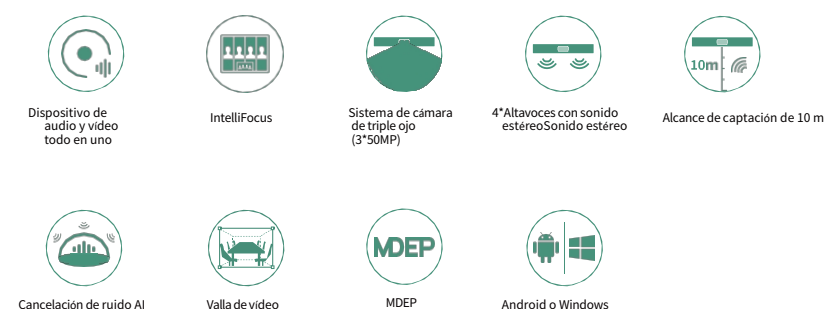 10m
Dispositivo de
audio y vídeo
todo en uno
IntelliFocus
Sistema de cámara
de triple ojo
(3*50MP)
4*Altavoces con sonido
estéreoSonido estéreo
Alcance de captación de 10 m
MDEP
Cancelación de ruido AI
Valla de vídeo
MDEP
Android o Windows